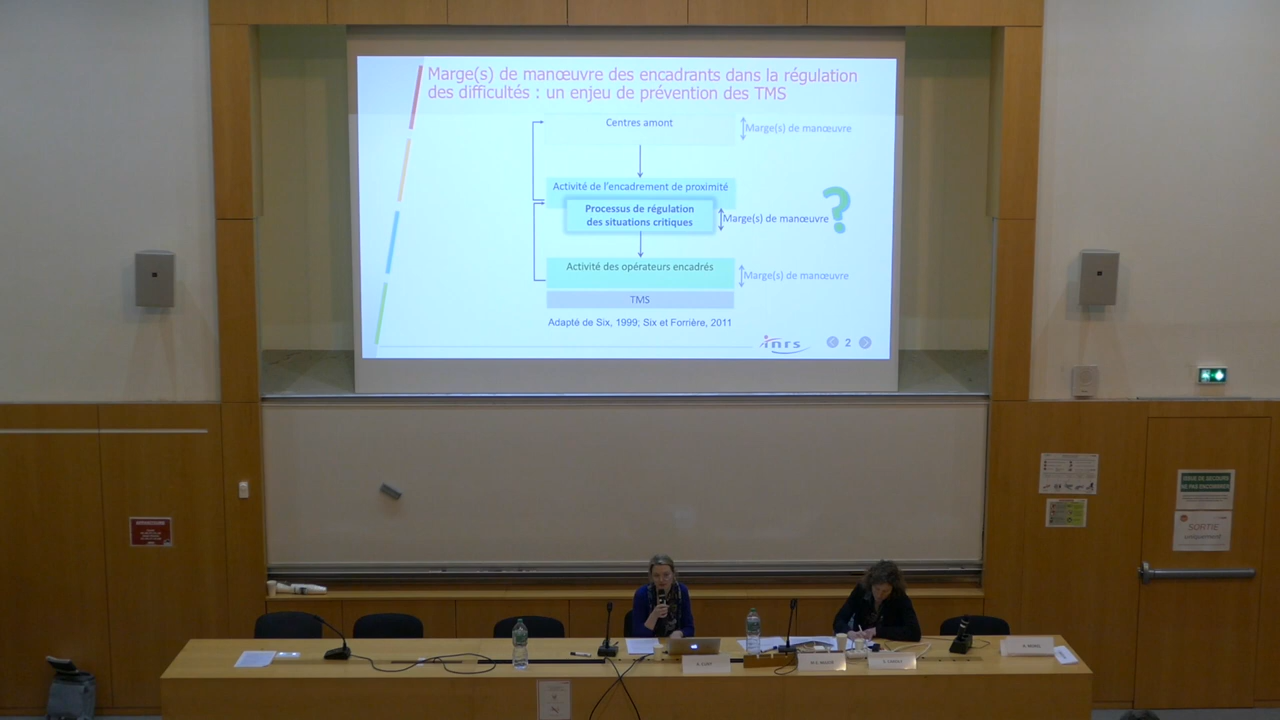 Marge(s) de manœuvre des encadrants dans la régulation
des difficultés : un enjeu de prévention des TMS
Centres amont
Marge(s) de manœuvre
Activité de l'encadrement de proximité
Processus de régulation
des situations critiques
Marge(s) de manœuvre
?
Activité des opérateurs encadrés
Marge(s) de manœuvre
TMS
Adapté de Six, 1999; Six et Forrière, 2011
inrs
2
SORTIE
uniquement